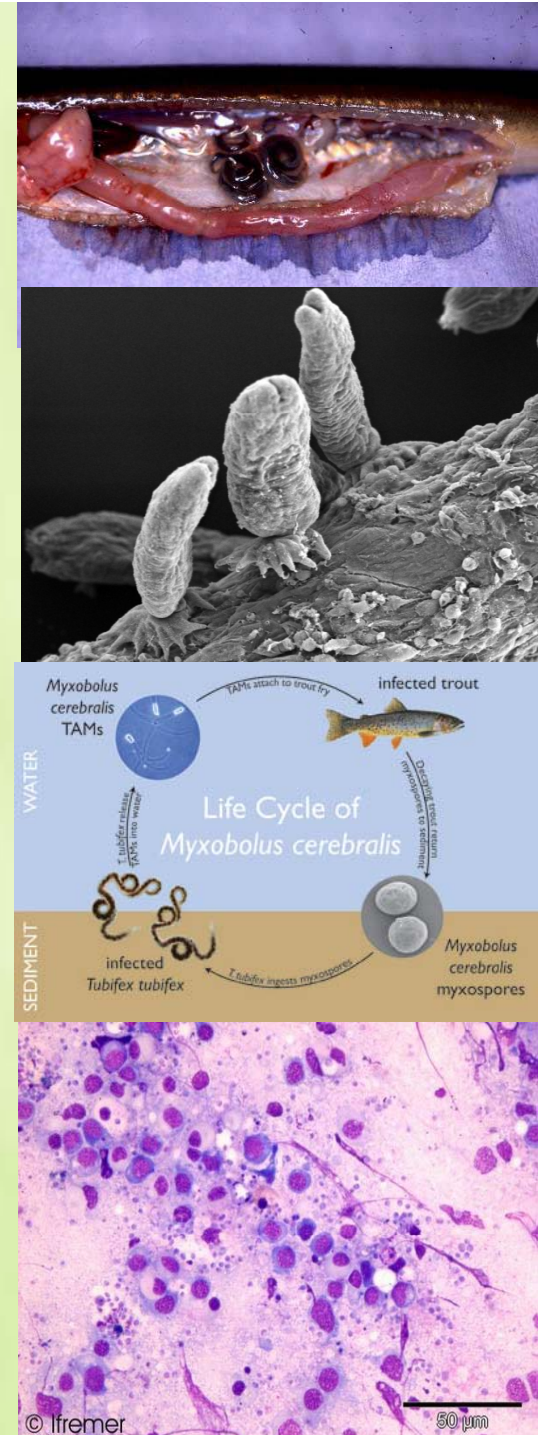 Myxobolus
cerebralis
TAMs
TAMs attach to trout fry
infected trout
WATER
T. tubifex release
TAMs into water
Life Cycle of
Myxobolus cerebralis
Decaying trout return
myxospores to sediment
SEDIMENT
infected
Tubifex tubifex
T. tubifex ingests myxospores
Myxobolus
cerebralis
myxospores
© Ifremer
50 µm